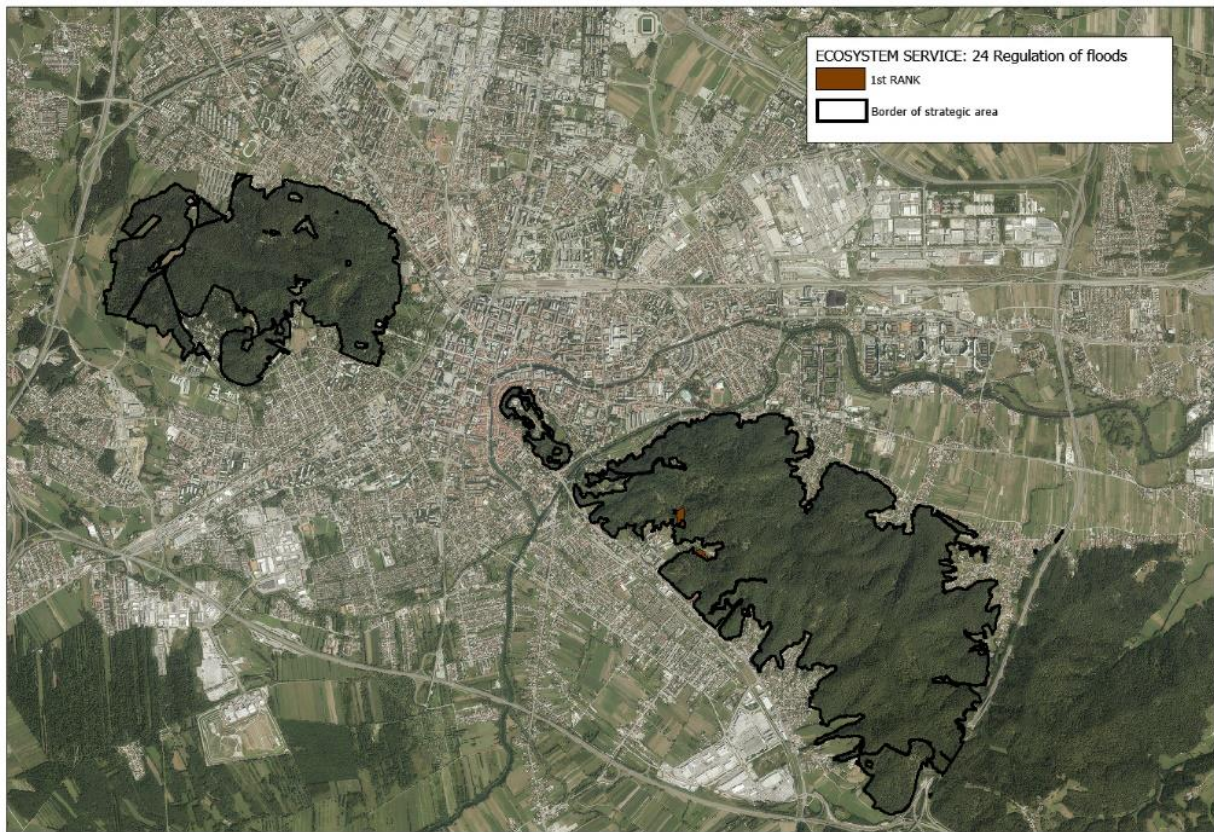 ECOSYSTEM SERVICE: 24 Regulation of floods
1st RANK
Border of strategic area